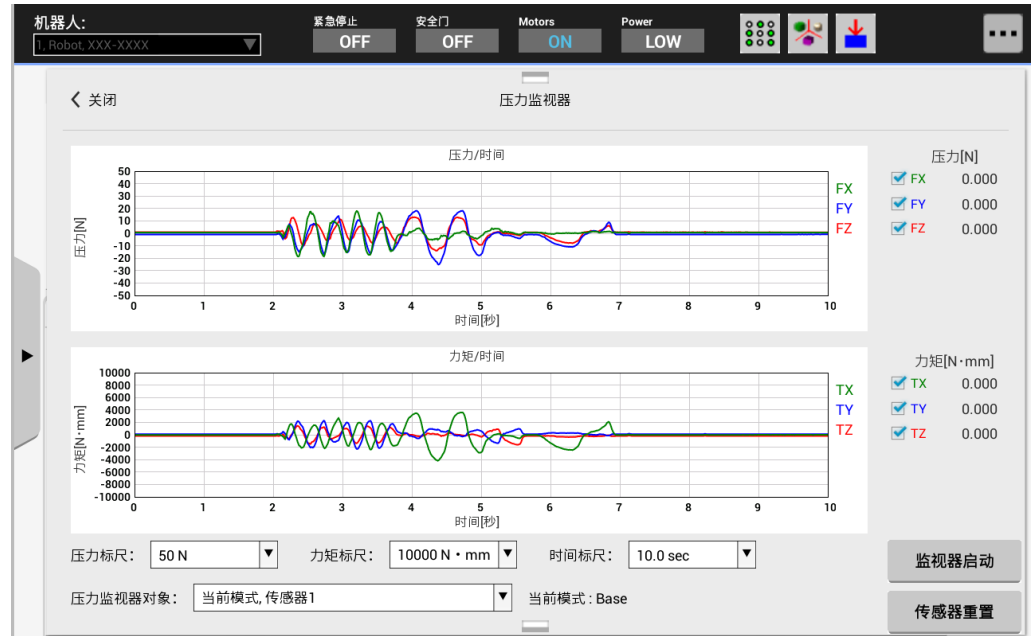 机器人: 紧急停止 安全门 Motors Power
1, Robot, XXX-XXXX OFF OFF ON LOW
关闭 压力监视器
压力/时间 压力[N]
50
40
30
20
10
0
-10
-20
-30
-40
-50
压力[N]
0 1 2 3 4 5 6 7 8 9 10
时间[秒]
FX
FY
FZ
FX 0.000
FY 0.000
FZ 0.000
力矩/时间 力矩[N·mm]
10000
8000
6000
4000
2000
0
-2000
-4000
-6000
-8000
-10000
力矩[N·mm]
0 1 2 3 4 5 6 7 8 9 10
时间[秒]
TX
TY
TZ
TX 0.000
TY 0.000
TZ 0.000
压力标尺: 50 N 力矩标尺: 10000 N・mm 时间标尺: 10.0 sec 监视器启动
压力监视器对象: 当前模式, 传感器1 当前模式 : Base 传感器重置